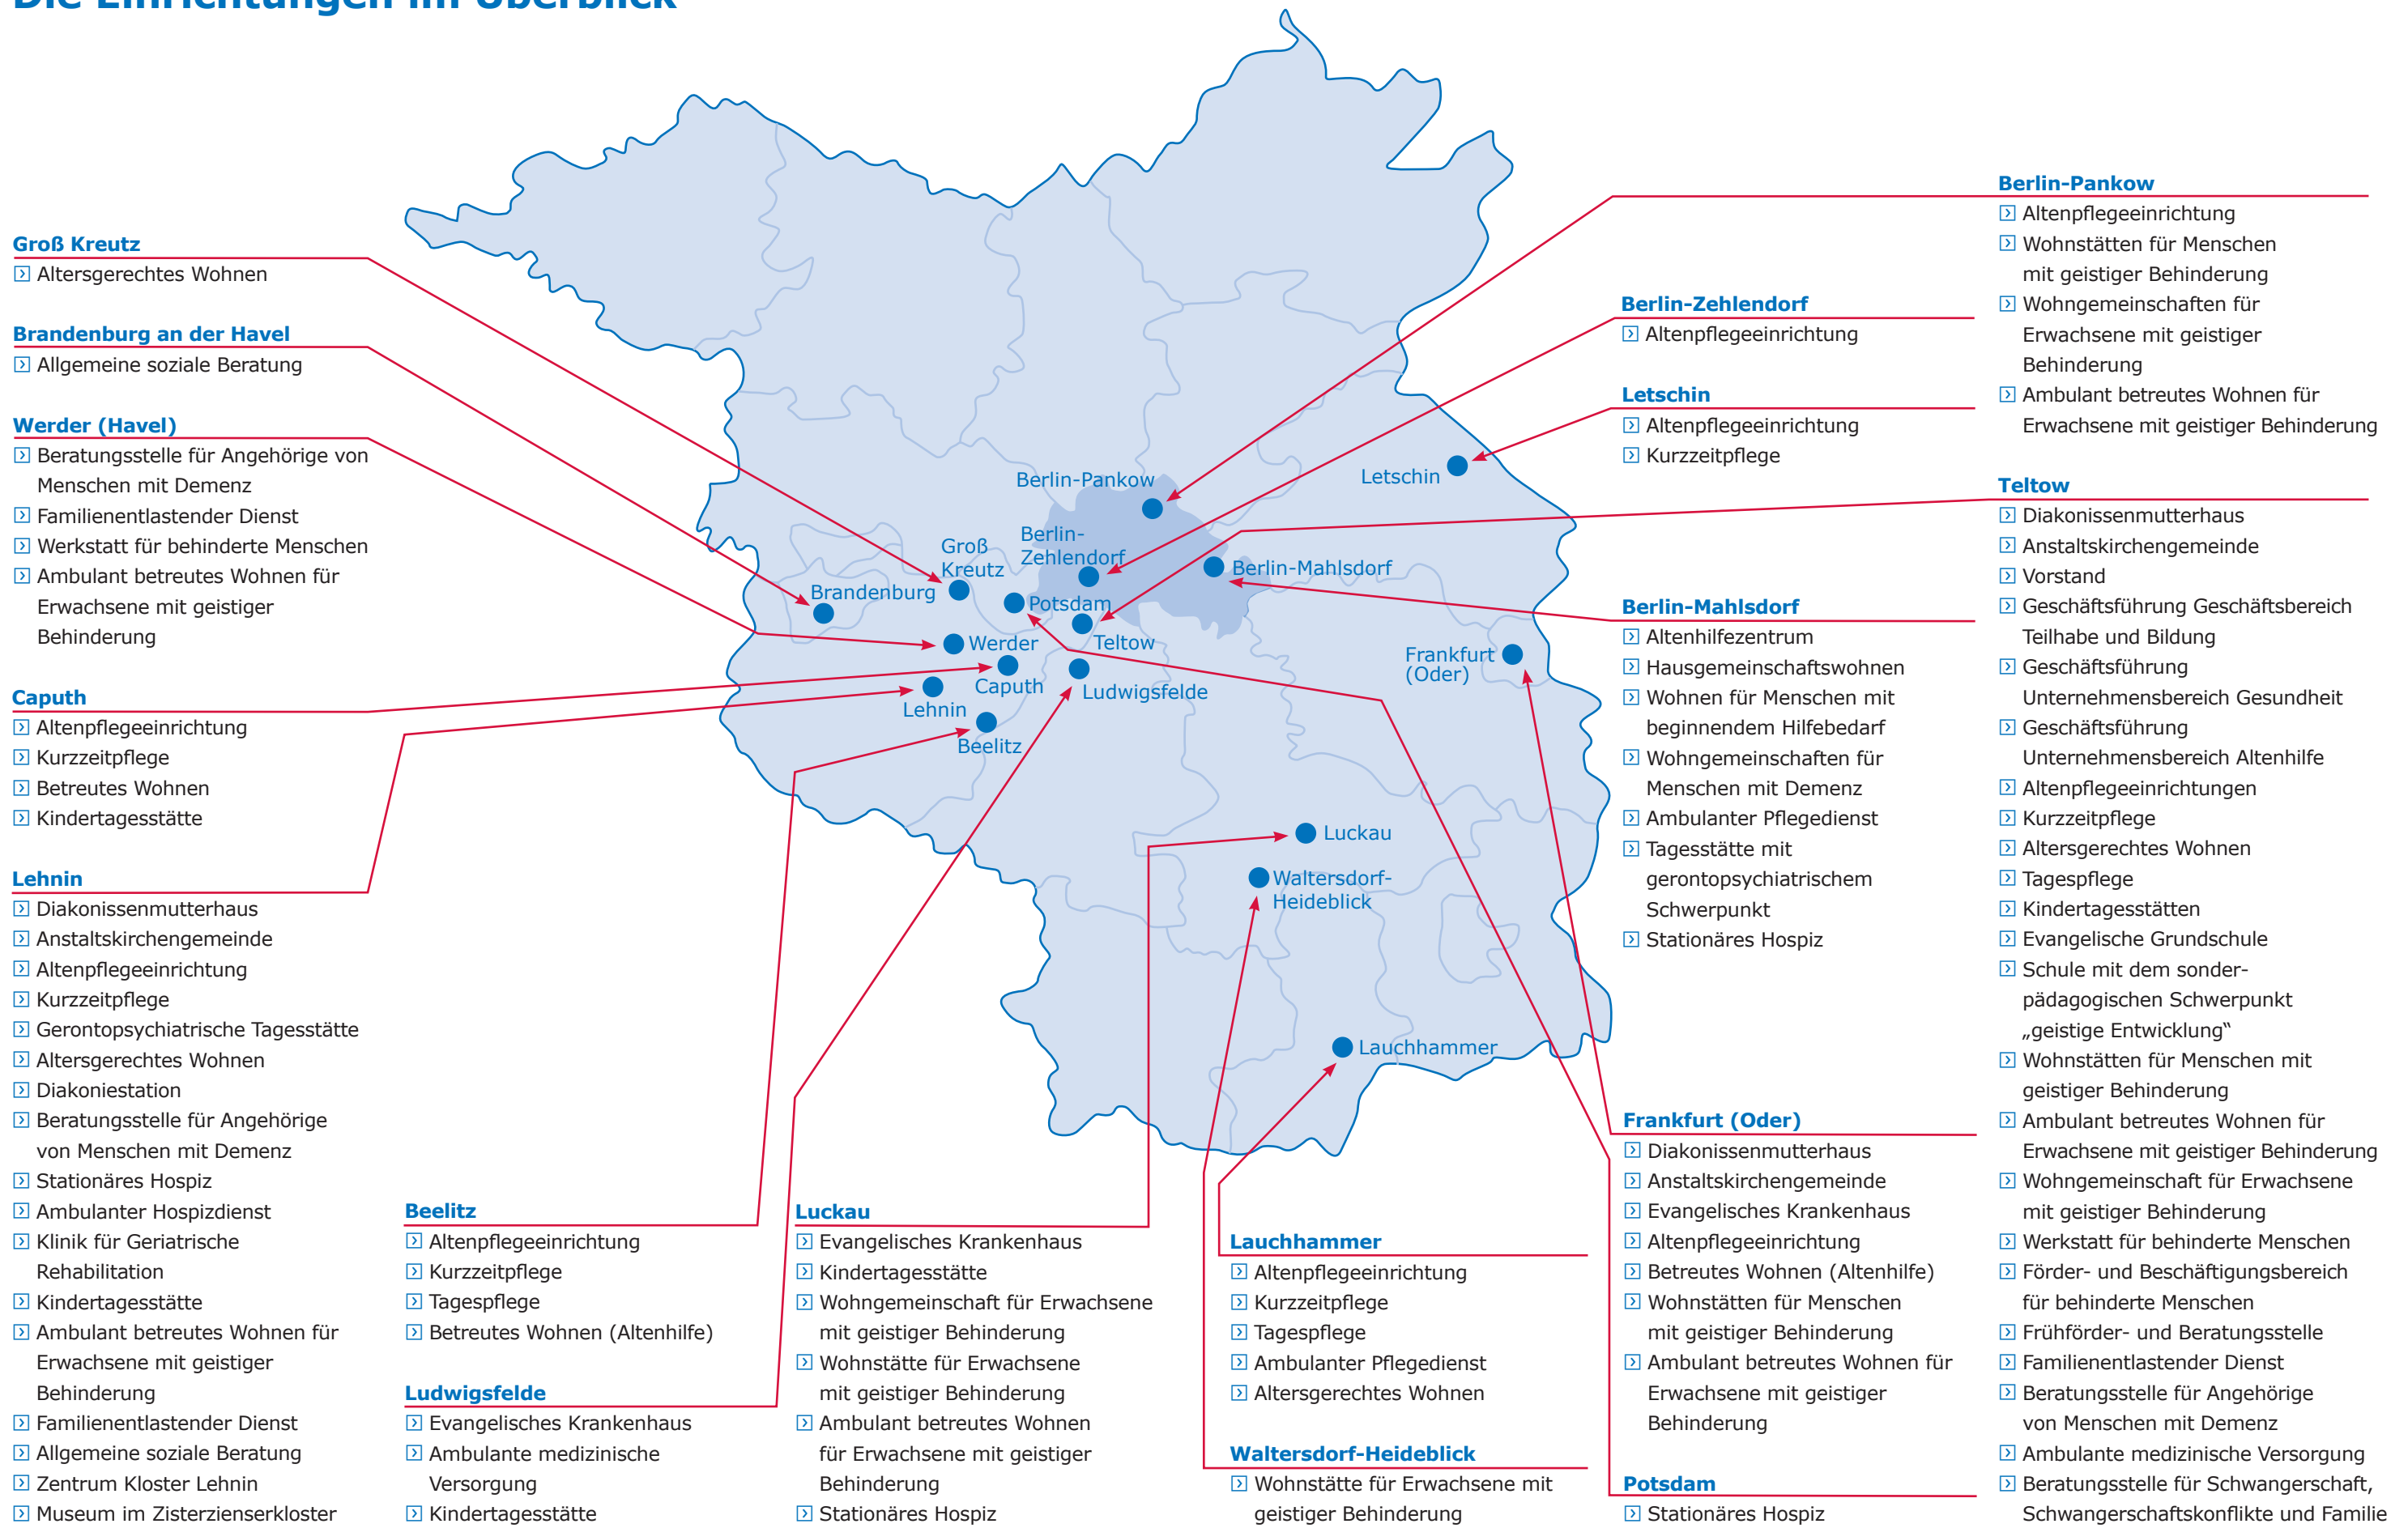 Die Einrichtungen im Überblick
Groß Kreutz
Altersgerechtes Wohnen
Brandenburg an der Havel
Allgemeine soziale Beratung
Werder (Havel)
Beratungsstelle für Angehörige von
Menschen mit Demenz
Familienentlastender Dienst
Werkstatt für behinderte Menschen
Ambulant betreutes Wohnen für
Erwachsene mit geistiger
Behinderung
Caputh
Altenpflegeeinrichtung
Kurzzeitpflege
Betreutes Wohnen
Kindertagesstätte
Lehnin
Diakonissenmutterhaus
Anstaltskirchengemeinde
Altenpflegeeinrichtung
Kurzzeitpflege
Gerontopsychiatrische Tagesstätte
Altersgerechtes Wohnen
Diakoniestation
Beratungsstelle für Angehörige
von Menschen mit Demenz
Stationäres Hospiz
Ambulanter Hospizdienst
Klinik für Geriatrische
Rehabilitation
Kindertagesstätte
Ambulant betreutes Wohnen für
Erwachsene mit geistiger
Behinderung
Familienentlastender Dienst
Allgemeine soziale Beratung
Zentrum Kloster Lehnin
Museum im Zisterzienserkloster
Beelitz
Altenpflegeeinrichtung
Kurzzeitpflege
Tagespflege
Betreutes Wohnen (Altenhilfe)
Ludwigsfelde
Evangelisches Krankenhaus
Ambulante medizinische
Versorgung
Kindertagesstätte
Luckau
Evangelisches Krankenhaus
Kindertagesstätte
Wohngemeinschaft für Erwachsene
mit geistiger Behinderung
Wohnstätte für Erwachsene
mit geistiger Behinderung
Ambulant betreutes Wohnen
für Erwachsene mit geistiger
Behinderung
Stationäres Hospiz
Lauchhammer
Altenpflegeeinrichtung
Kurzzeitpflege
Tagespflege
Ambulanter Pflegedienst
Altersgerechtes Wohnen
Waltersdorf-Heideblick
Wohnstätte für Erwachsene mit
geistiger Behinderung
Berlin-Pankow
Berlin-
Zehlendorf
Groß
Kreutz
Brandenburg
Potsdam
Werder
Teltow
Caputh
Lehnin
Ludwigsfelde
Beelitz
Berlin-Mahlsdorf
Letschin
Frankfurt
(Oder)
Luckau
Waltersdorf-
Heideblick
Lauchhammer
Berlin-Zehlendorf
Altenpflegeeinrichtung
Letschin
Altenpflegeeinrichtung
Kurzzeitpflege
Berlin-Mahlsdorf
Altenhilfezentrum
Hausgemeinschaftswohnen
Wohnen für Menschen mit
beginnendem Hilfebedarf
Wohngemeinschaften für
Menschen mit Demenz
Ambulanter Pflegedienst
Tagesstätte mit
gerontopsychiatrischem
Schwerpunkt
Stationäres Hospiz
Frankfurt (Oder)
Diakonissenmutterhaus
Anstaltskirchengemeinde
Evangelisches Krankenhaus
Altenpflegeeinrichtung
Betreutes Wohnen (Altenhilfe)
Wohnstätten für Menschen
mit geistiger Behinderung
Ambulant betreutes Wohnen für
Erwachsene mit geistiger
Behinderung
Potsdam
Stationäres Hospiz
Berlin-Pankow
Altenpflegeeinrichtung
Wohnstätten für Menschen
mit geistiger Behinderung
Wohngemeinschaften für
Erwachsene mit geistiger
Behinderung
Ambulant betreutes Wohnen für
Erwachsene mit geistiger Behinderung
Teltow
Diakonissenmutterhaus
Anstaltskirchengemeinde
Vorstand
Geschäftsführung Geschäftsbereich
Teilhabe und Bildung
Geschäftsführung
Unternehmensbereich Gesundheit
Geschäftsführung
Unternehmensbereich Altenhilfe
Altenpflegeeinrichtungen
Kurzzeitpflege
Altersgerechtes Wohnen
Tagespflege
Kindertagesstätten
Evangelische Grundschule
Schule mit dem sonder-
pädagogischen Schwerpunkt
„geistige Entwicklung“
Wohnstätten für Menschen mit
geistiger Behinderung
Ambulant betreutes Wohnen für
Erwachsene mit geistiger Behinderung
Wohngemeinschaft für Erwachsene
mit geistiger Behinderung
Werkstatt für behinderte Menschen
Förder- und Beschäftigungsbereich
für behinderte Menschen
Frühförder- und Beratungsstelle
Familienentlastender Dienst
Beratungsstelle für Angehörige
von Menschen mit Demenz
Ambulante medizinische Versorgung
Beratungsstelle für Schwangerschaft,
Schwangerschaftskonflikte und Familie